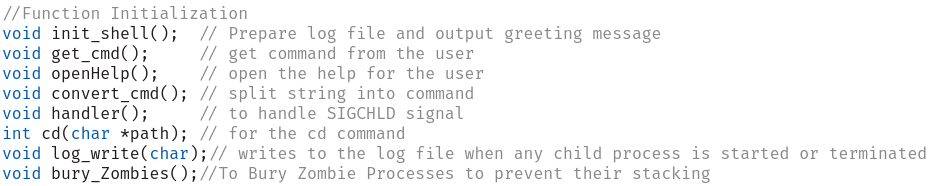 //Function Initialization
void init_shell();  // Prepare log file and output greeting message
void get_cmd();     // get command from the user
void openHelp();    // open the help for the user
void convert_cmd(); // split string into command
void handler();     // to handle SIGCHLD signal
int cd(char *path); // for the cd command
void log_write(char);// writes to the log file when any child process is started or terminated
void bury_Zombies();//To Bury Zombie Processes to prevent their stacking